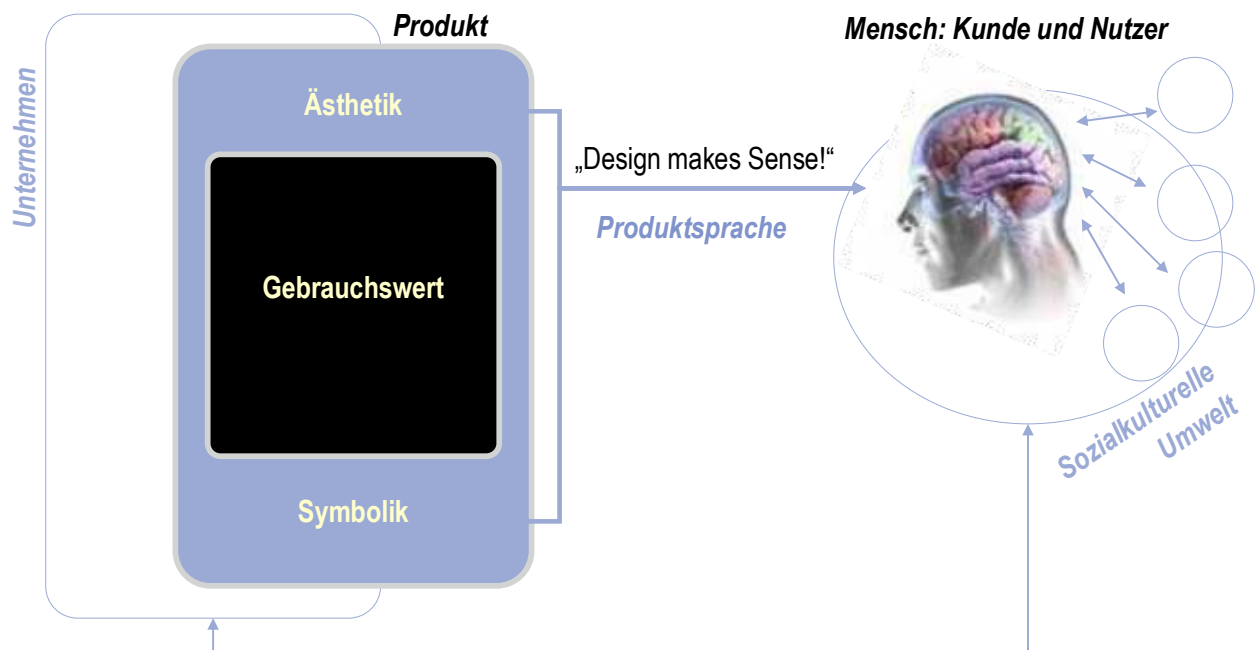 Produkt
Mensch: Kunde und Nutzer
Unternehmen
Ästhetik
„Design makes Sense!“
Produktsprache
Gebrauchswert
Symbolik
Sozialkulturelle
Umwelt